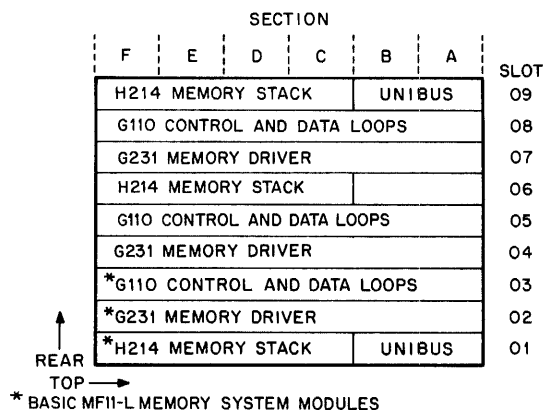 SECTION
F E D C B A SLOT
H214 MEMORY STACK UNIBUS 09
G110 CONTROL AND DATA LOOPS 08
G231 MEMORY DRIVER 07
H214 MEMORY STACK 06
G110 CONTROL AND DATA LOOPS 05
G231 MEMORY DRIVER 04
*G110 CONTROL AND DATA LOOPS 03
*G231 MEMORY DRIVER 02
*H214 MEMORY STACK UNIBUS 01
REAR
TOP
* BASIC MF11-L MEMORY SYSTEM MODULES